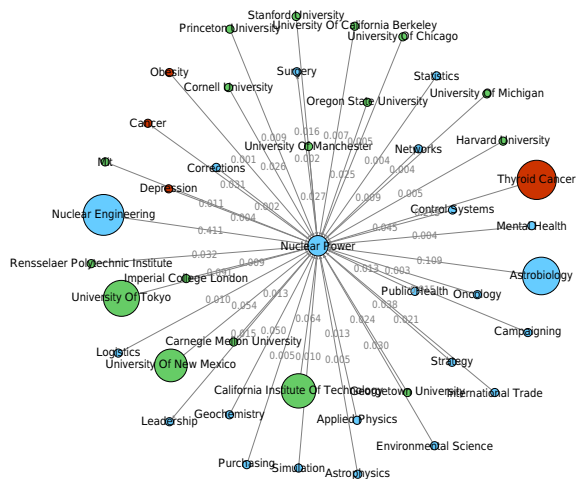 Stanford University
University Of California Berkeley
Princeton University
University Of Chicago
Obesity
Surgery
Statistics
Cornell University
University Of Michigan
Oregon State University
Cancer
0.016
0.007
0.005
0.009
University Of Manchester
Networks
Harvard University
Mit
Corrections
0.001
0.002
0.004
0.004
0.026
0.025
Thyroid Cancer
Depression
0.031
0.002
0.027
0.009
0.005
Nuclear Engineering
0.011
0.004
Control Systems
0.045
Mental Health
0.411
0.004
Nuclear Power
Rensselaer Polytechnic Institute
0.032
0.009
0.109
0.013
0.003
Astrobiology
Imperial College London
0.091
University Of Tokyo
Public Health
Oncology
0.010
0.054
0.013
0.038
0.064
0.024
0.021
Campaigning
0.015
0.050
0.013
Carnegie Mellon University
0.030
Logistics
University Of New Mexico
0.005
0.010
0.005
Strategy
California Institute Of Technology
Georgetown University
International Trade
Leadership
Geochemistry
Applied Physics
Environmental Science
Purchasing
Simulation
Astrophysics